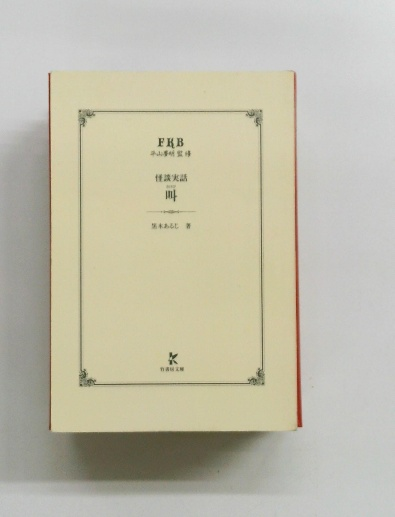 FKB
平山夢明 監修
怪談実話
叫
黒木あるじ 著
竹書房文庫